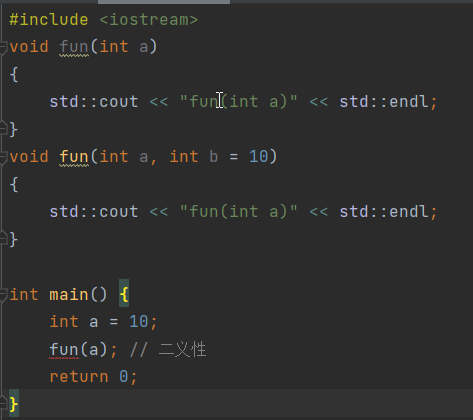 #include <iostream>
void fun(int a)
{
    std::cout << "fun(int a)" << std::endl;
}
void fun(int a, int b = 10)
{
    std::cout << "fun(int a)" << std::endl;
}

int main() {
    int a = 10;
    fun(a); // 二义性
    return 0;
}